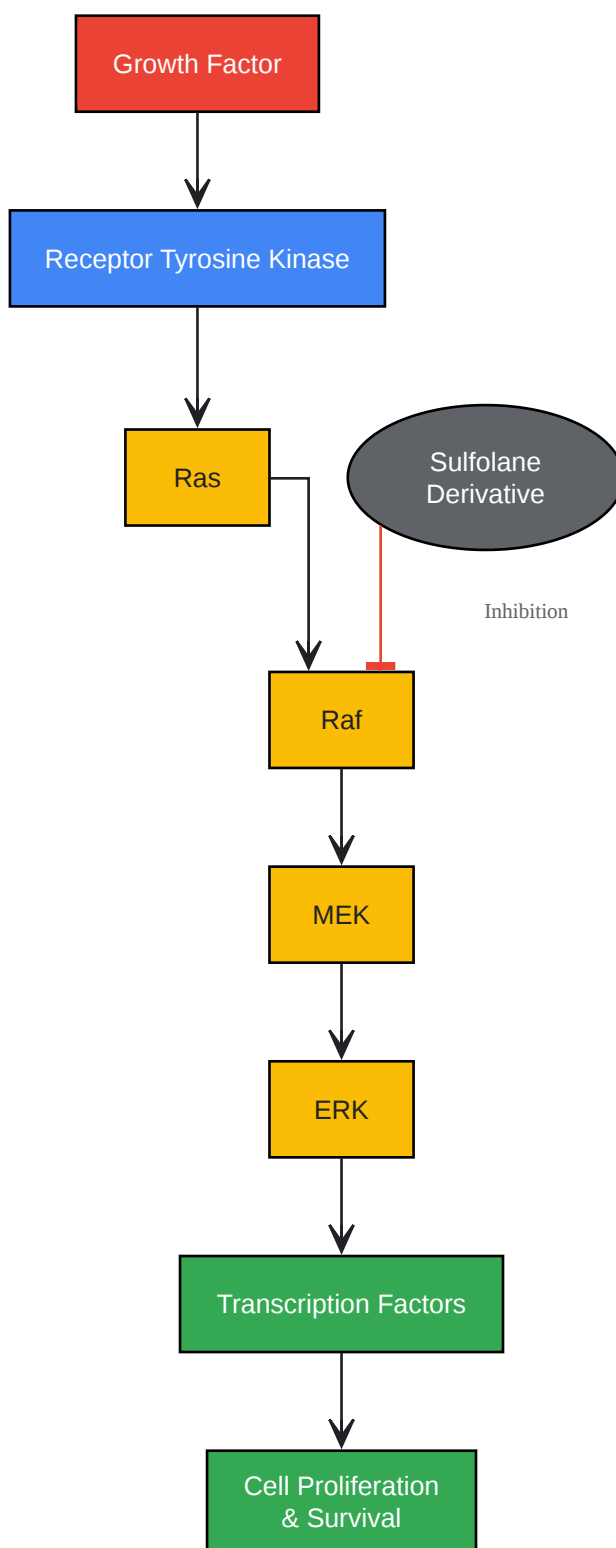 Growth Factor
Receptor Tyrosine Kinase
Ras
Sulfolane
Derivative
Inhibition
Raf
MEK
ERK
Transcription Factors
Cell Proliferation
& Survival